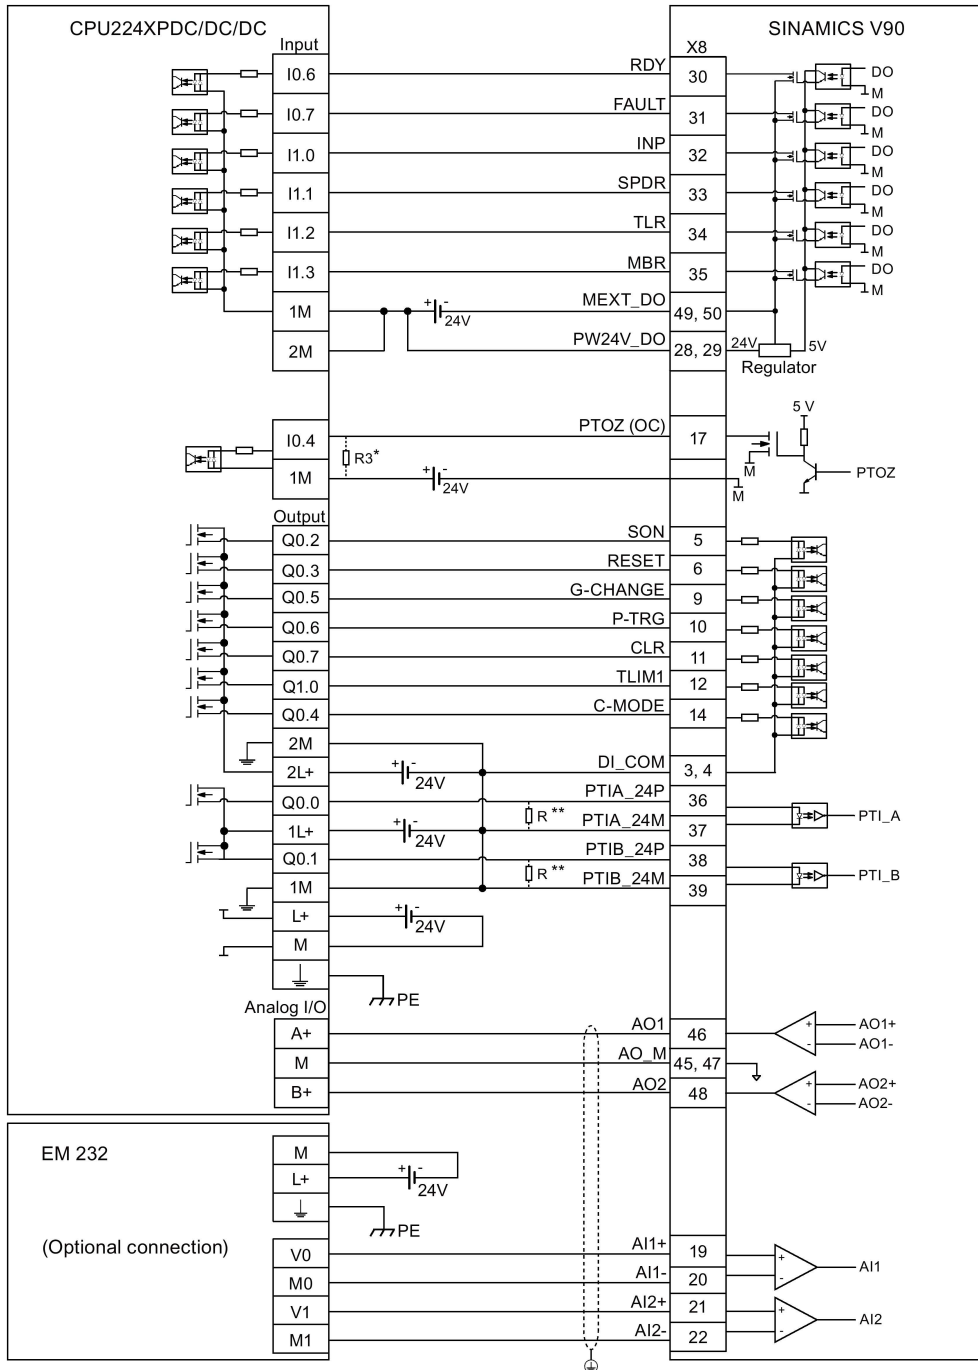 CPU224XPDC/DC/DC SINAMICS V90
Input X8
I0.6 RDY 30 DO
M
I0.7 FAULT 31 DO
M
I1.0 INP 32 DO
M
I1.1 SPDR 33 DO
M
I1.2 TLR 34 DO
M
I1.3 MBR 35 DO
M
1M + - 24V MEXT_DO 49, 50
2M PW24V_DO 28, 29 24V 5V
Regulator
5 V
I0.4 R3* PTOZ (OC) 17
M PTOZ
1M + - 24V M
Output
Q0.2 SON 5
Q0.3 RESET 6
Q0.5 G-CHANGE 9
Q0.6 P-TRG 10
Q0.7 CLR 11
Q1.0 TLIM1 12
Q0.4 C-MODE 14
2M
2L+ + - 24V DI_COM 3, 4
Q0.0 PTIA_24P 36
R ** PTI_A
1L+ + - 24V PTIA_24M 37
Q0.1 PTIB_24P 38
R ** PTI_B
1M PTIB_24M 39
L+ + - 24V
M
PE
Analog I/O
A+ AO1 46 + AO1+
- AO1-
M AO_M 45, 47
B+ AO2 48 + AO2+
- AO2-
EM 232
M
L+ + - 24V
PE
(Optional connection)
V0 AI1+ 19 +
AI1
M0 AI1- 20 -
V1 AI2+ 21 +
AI2
M1 AI2- 22 -